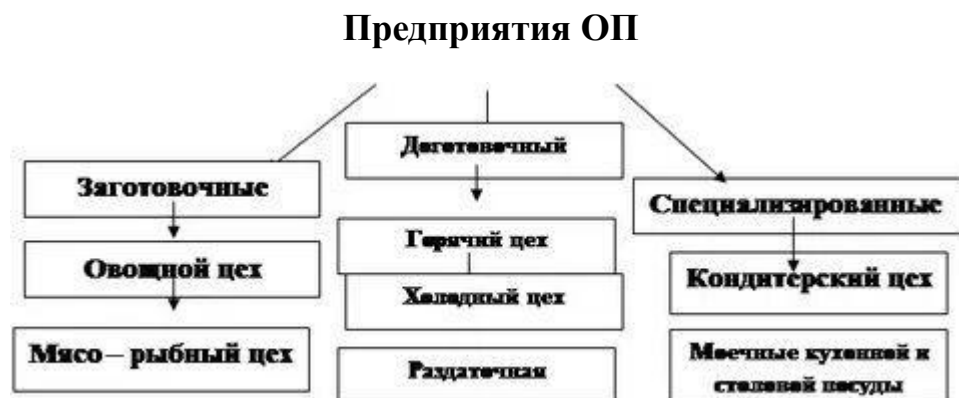 Предприятия ОП
Заготовочные
Овощной цех
Мясо – рыбный цех
Доготовочный
Горячий цех
Холодный цех
Раздаточная
Специализированные
Кондитерский цех
Моечные кухонной и
столовой посуды